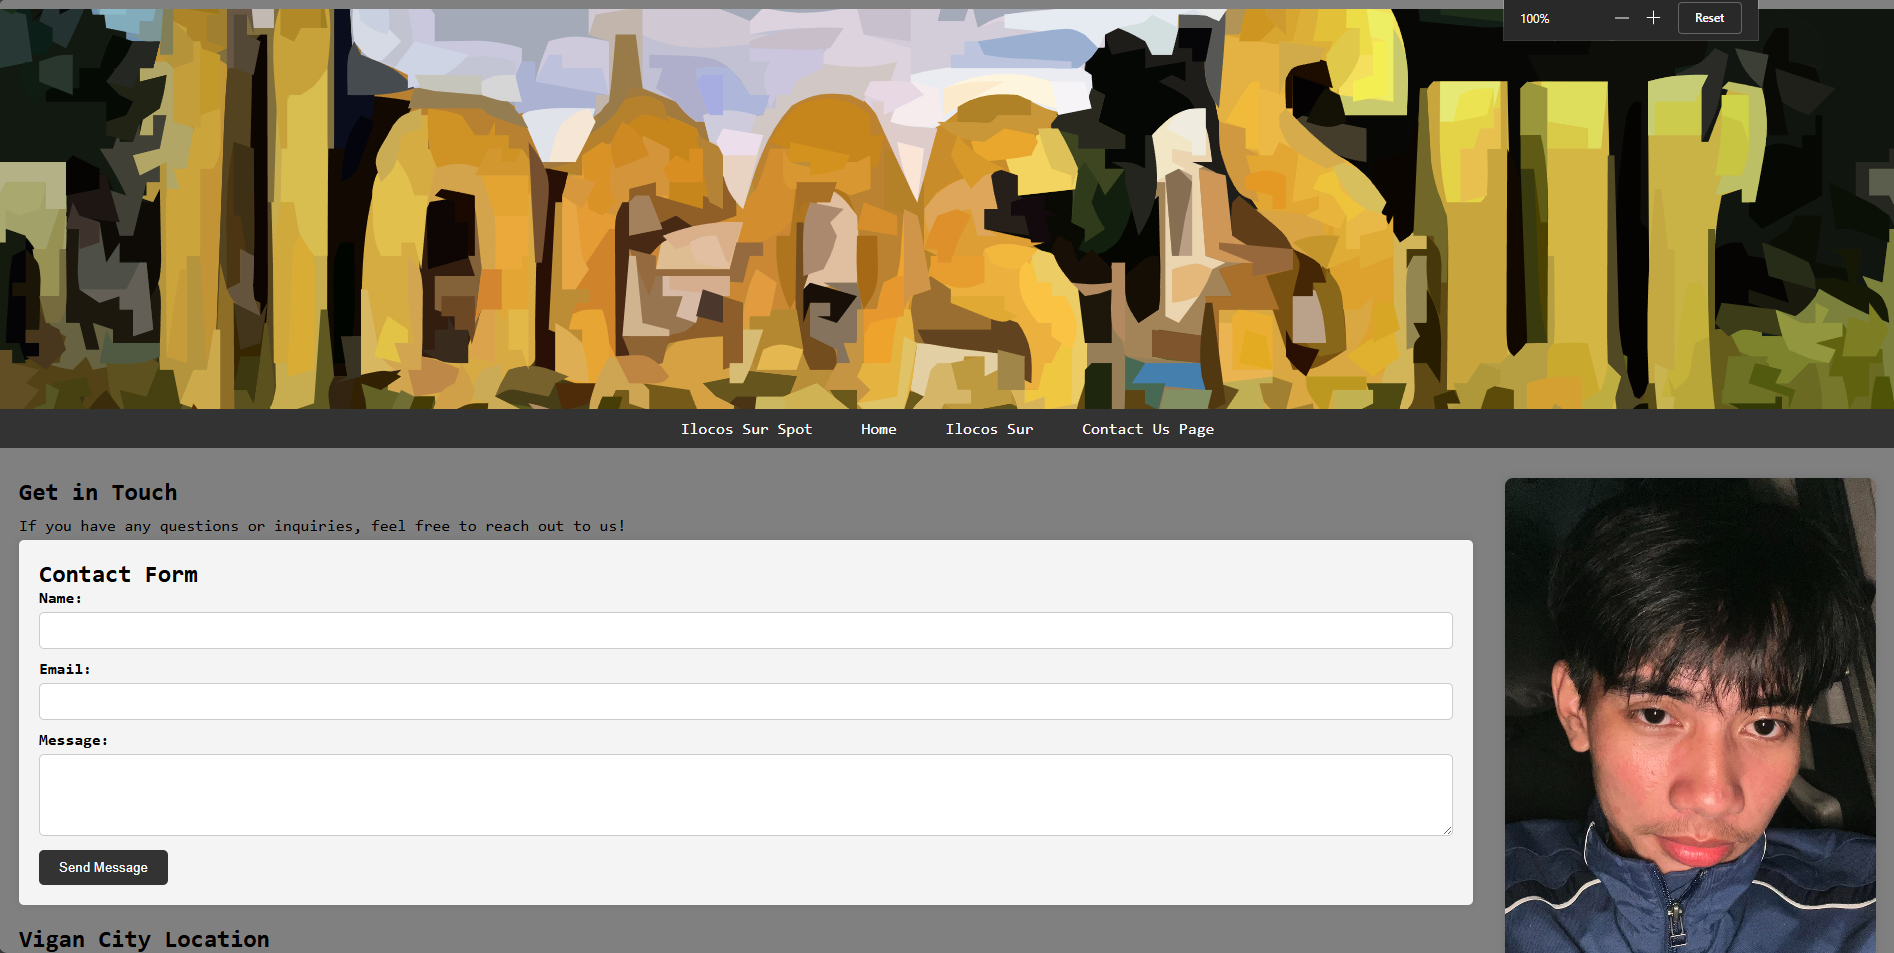 100%
Reset
ILOCOS SUR
Ilocos Sur Spot
Home
Ilocos Sur
Contact Us Page
Get in Touch
If you have any questions or inquiries, feel free to reach out to us!
Contact Form
Name:
Email:
Message:
Send Message
Vigan City Location